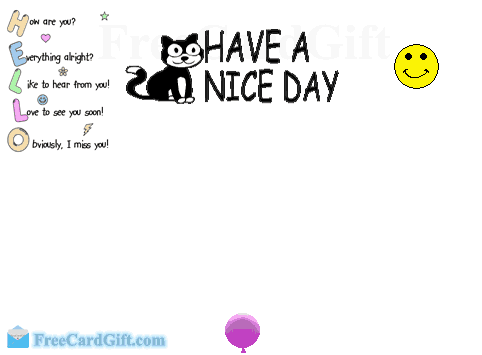 How are you?
Everything alright?
Like to hear from you!
Love to see you soon!
Obviously, I miss you!
FreeCardGift
HAVE A
NICE DAY
FreeCardGift.com